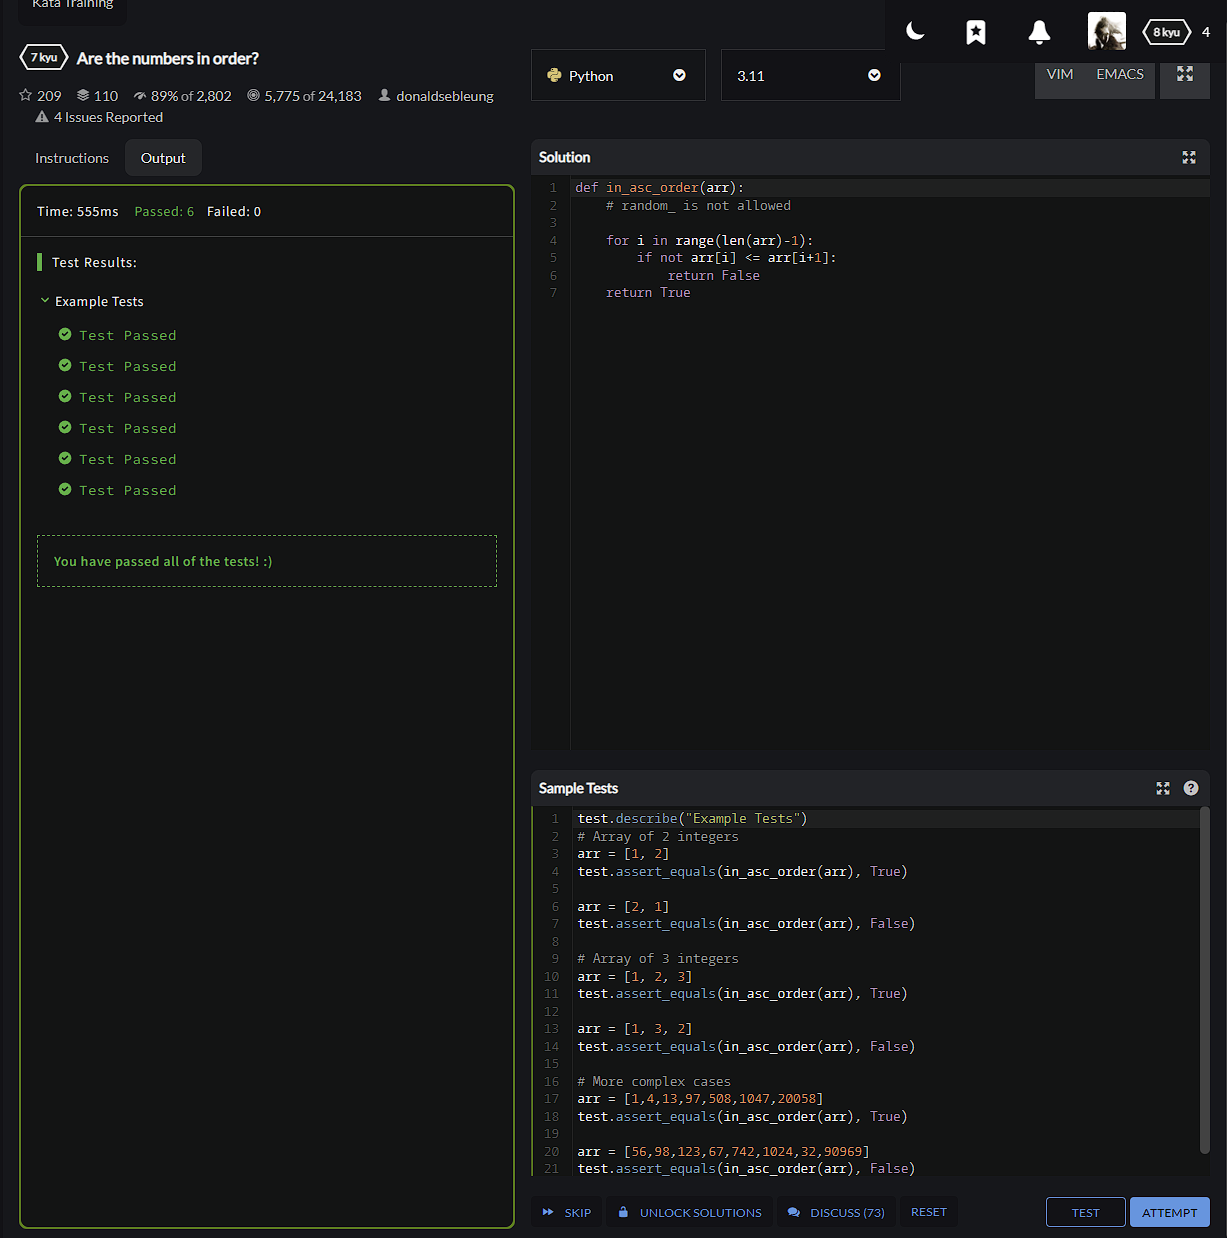 Kata Training
8 kyu 4
7 kyu Are the numbers in order?
209 110 89% of 2,802 5,775 of 24,183 donaldsebleung
4 Issues Reported
Python 3.11 VIM EMACS
Instructions Output
Time: 555ms Passed: 6 Failed: 0
Test Results:
Example Tests
Test Passed
Test Passed
Test Passed
Test Passed
Test Passed
Test Passed
You have passed all of the tests! :)
Solution
1 def in_asc_order(arr):
2     # random_ is not allowed
3
4     for i in range(len(arr)-1):
5         if not arr[i] <= arr[i+1]:
6             return False
7     return True
Sample Tests
1 test.describe("Example Tests")
2 # Array of 2 integers
3 arr = [1, 2]
4 test.assert_equals(in_asc_order(arr), True)
5
6 arr = [2, 1]
7 test.assert_equals(in_asc_order(arr), False)
8
9 # Array of 3 integers
10 arr = [1, 2, 3]
11 test.assert_equals(in_asc_order(arr), True)
12
13 arr = [1, 3, 2]
14 test.assert_equals(in_asc_order(arr), False)
15
16 # More complex cases
17 arr = [1,4,13,97,508,1047,20058]
18 test.assert_equals(in_asc_order(arr), True)
19
20 arr = [56,98,123,67,742,1024,32,90969]
21 test.assert_equals(in_asc_order(arr), False)
SKIP UNLOCK SOLUTIONS DISCUSS (73) RESET TEST ATTEMPT